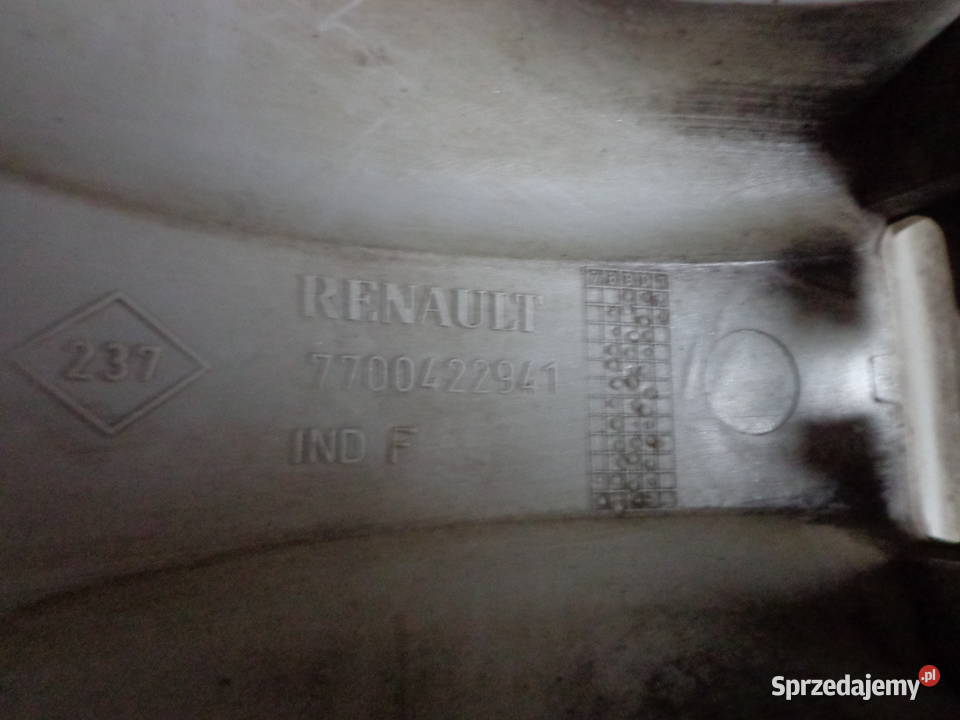 RENAULT
237
7700422941
IND F
Sprzedajemy.pl